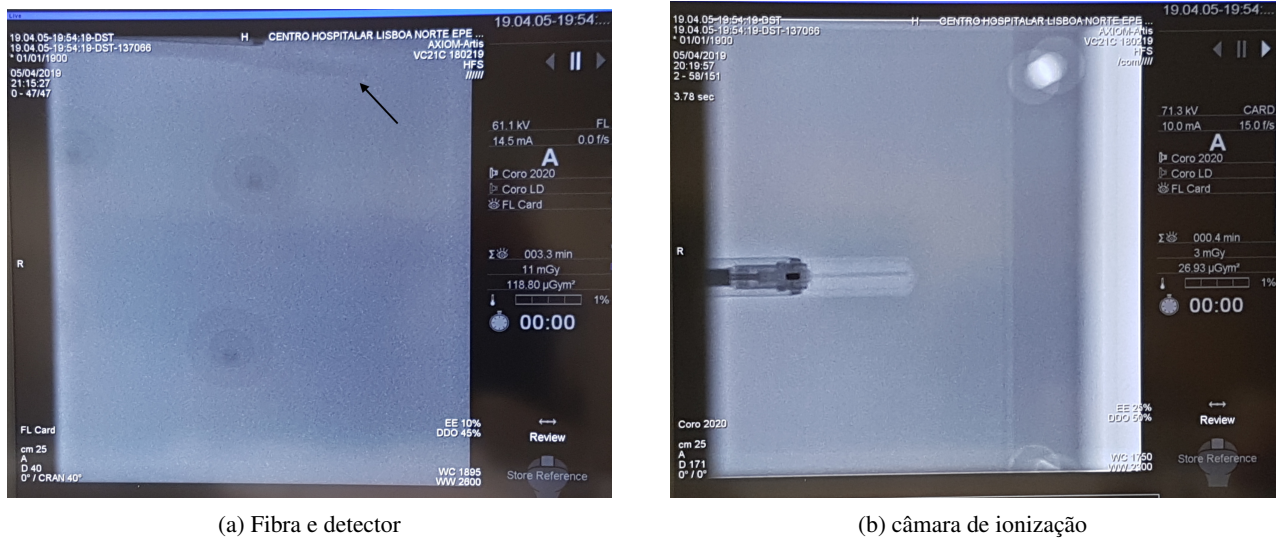 Live
19.04.05-19:54:...
19.04.05-19:54:19-DST
H
CENTRO HOSPITALAR LISBOA NORTE EPE ...
19.04.05-19:54:19-DST-137066
AXIOM-Artis
* 01/01/1900
VC21C 180219
HFS
05/04/2019
//////
21:15:27
0 - 47/47
61.1 kV
FL
14.5 mA
0.0 f/s
A
Coro 2020
Coro LD
FL Card
R
Σ
003.3 min
11 mGy
118.80 µGym²
1%
00:00
EE 10%
DDO 45%
FL Card
Review
cm 25
A
D 40
0° / CRAN 40°
WC 1895
WW 2600
Store Reference
(a) Fibra e detector
19.04.05-19:54:...
19.04.05-19:54:19-DST
H
CENTRO HOSPITALAR LISBOA NORTE EPE ...
19.04.05-19:54:19-DST-137066
AXIOM-Artis
* 01/01/1900
VC21C 180219
HFS
05/04/2019
/com/////
20:19:57
2 - 58/151
3.78 sec
71.3 kV
CARD
10.0 mA
15.0 f/s
A
Coro 2020
Coro LD
FL Card
R
Σ
000.4 min
3 mGy
26.93 µGym²
1%
00:00
DDO 50%
Coro 2020
Review
cm 25
A
D 171
0° / 0°
WC 1750
Store Reference
(b) câmara de ionização